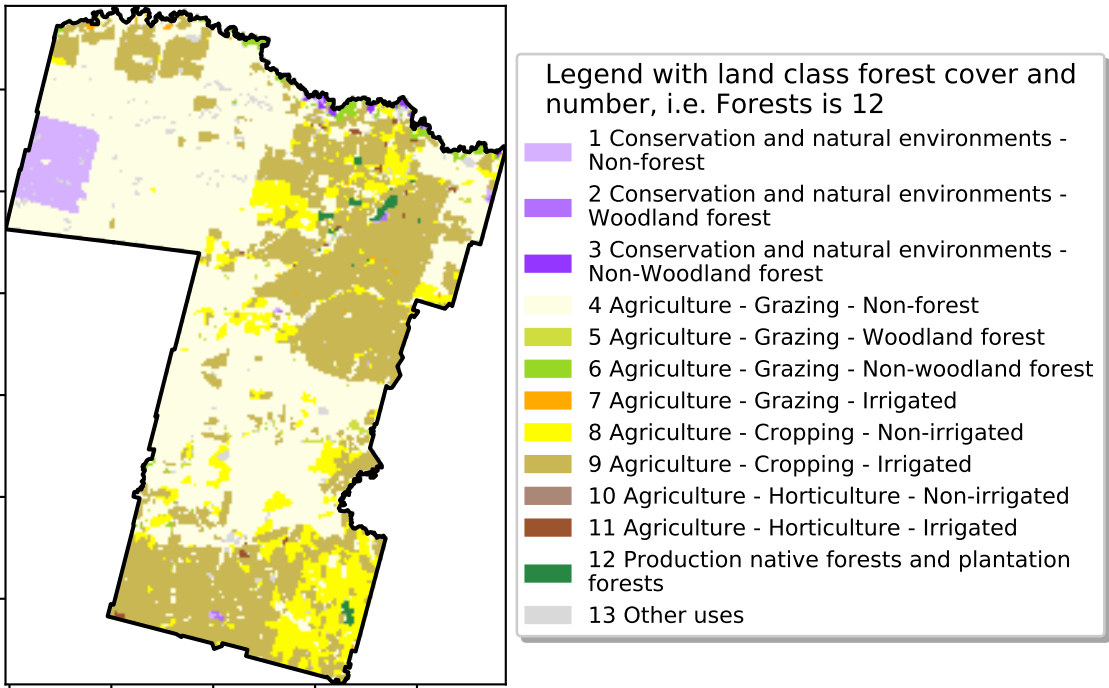 Legend with land class forest cover and
number, i.e. Forests is 12
1 Conservation and natural environments -
Non-forest
2 Conservation and natural environments -
Woodland forest
3 Conservation and natural environments -
Non-Woodland forest
4 Agriculture - Grazing - Non-forest
5 Agriculture - Grazing - Woodland forest
6 Agriculture - Grazing - Non-woodland forest
7 Agriculture - Grazing - Irrigated
8 Agriculture - Cropping - Non-irrigated
9 Agriculture - Cropping - Irrigated
10 Agriculture - Horticulture - Non-irrigated
11 Agriculture - Horticulture - Irrigated
12 Production native forests and plantation
forests
13 Other uses